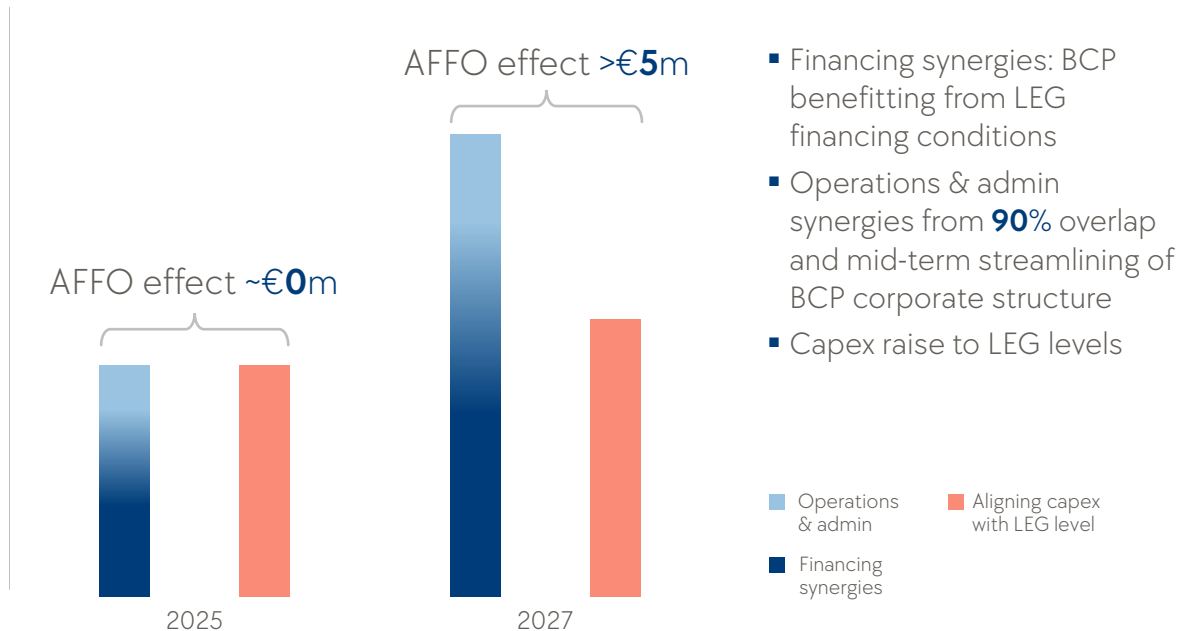 AFFO effect ~€0m
2025
AFFO effect >€5m
2027
▪ Financing synergies: BCP
benefitting from LEG
financing conditions
▪ Operations & admin
synergies from 90% overlap
and mid-term streamlining of
BCP corporate structure
▪ Capex raise to LEG levels
Operations
& admin
Aligning capex
with LEG level
Financing
synergies